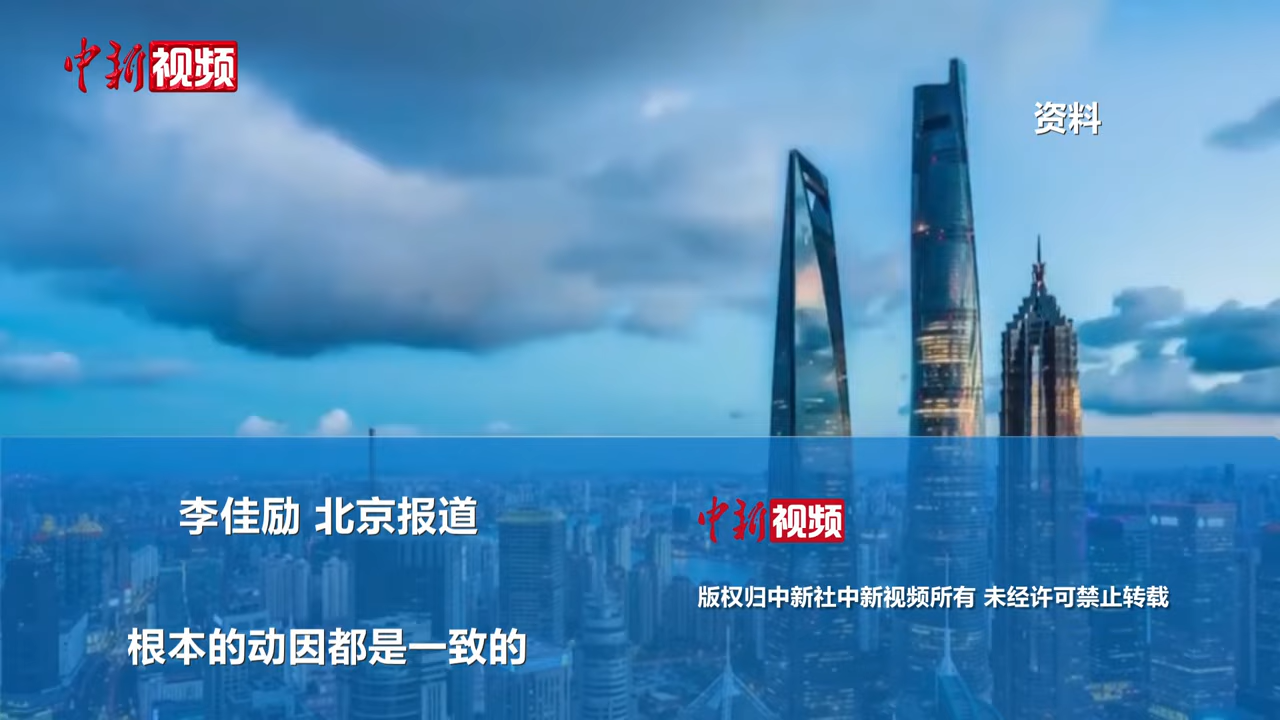 中新视频
资料
李佳励 北京报道
中新视频
版权归中新社中新视频所有 未经许可禁止转载
根本的动因都是一致的